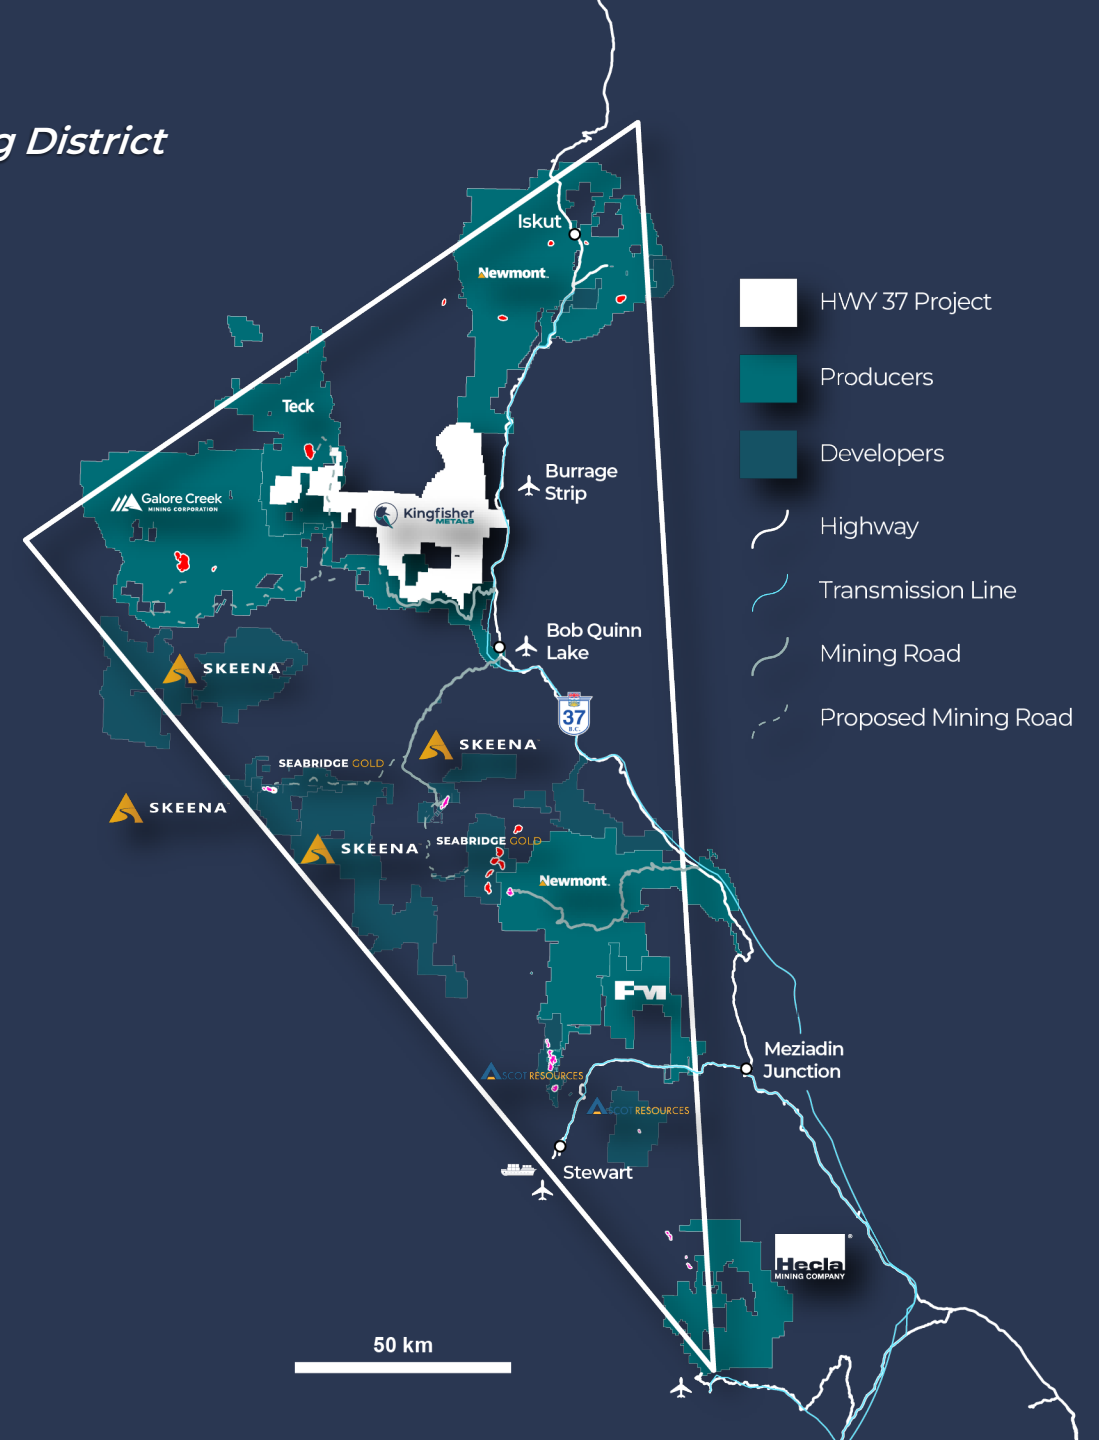 g District
Iskut
Newmont
HWY 37 Project
Producers
Teck
Developers
Burrage
Strip
Galore Creek
MINING CORPORATION
Kingfisher
METALS
Highway
Transmission Line
Bob Quinn
Lake
Mining Road
SKEENA
37
B.C.
Proposed Mining Road
SKEENA
SEABRIDGE GOLD
SKEENA
SEABRIDGE GOLD
SKEENA
Newmont
FM
Meziadin
Junction
ASCOT RESOURCES
ASCOT RESOURCES
Stewart
Hecla
MINING COMPANY
50 km